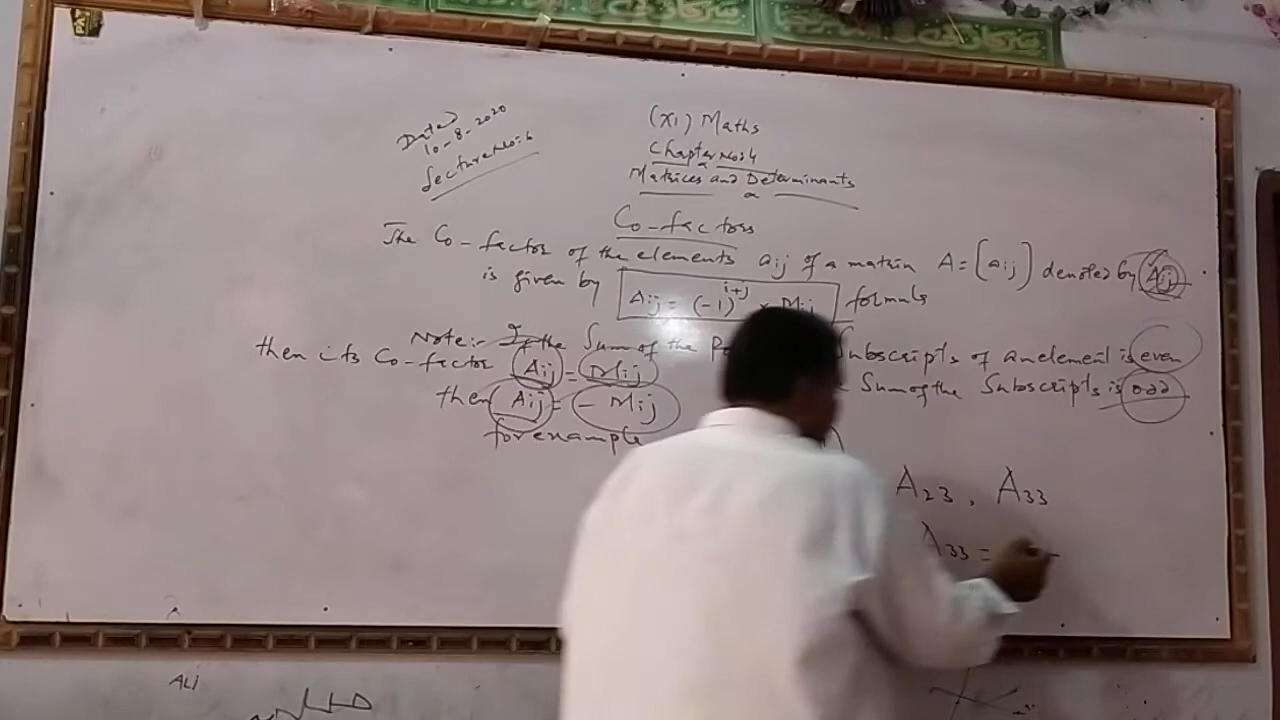 Date
10-8-2020
Lecture No: 6
(XI) Maths
Chapter No: 4
Matrices and Determinants
Co-factors
The Co-factor of the elements aij of a matrix A = [aij] denoted by Aij
is given by Aij = (-1)^i+j × Mij formula
Note:- If the Sum of the Subscripts of an element is even
then its Co-factor Aij = Mij Sum of the Subscripts is odd
then Aij = - Mij
for example
A23, A33
A33 =
ALI